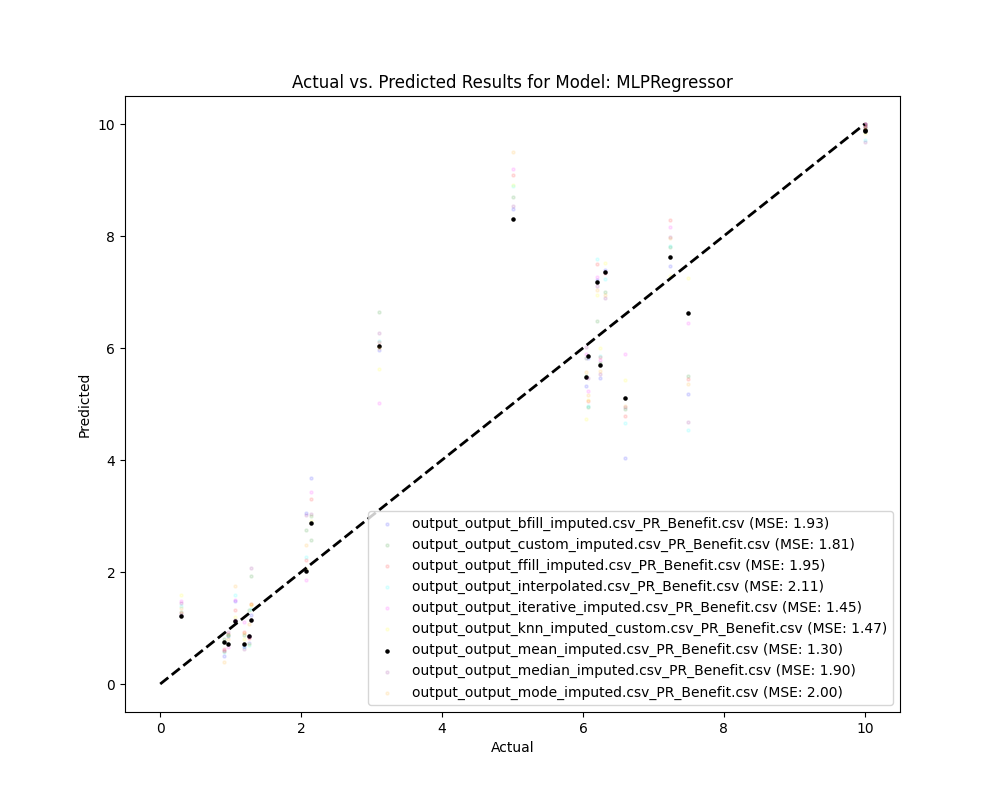 Actual vs. Predicted Results for Model: MLPRegressor
10
8
6
4
2
0
Predicted
output_output_bfill_imputed.csv_PR_Benefit.csv (MSE: 1.93)
output_output_custom_imputed.csv_PR_Benefit.csv (MSE: 1.81)
output_output_ffill_imputed.csv_PR_Benefit.csv (MSE: 1.95)
output_output_interpolated.csv_PR_Benefit.csv (MSE: 2.11)
output_output_iterative_imputed.csv_PR_Benefit.csv (MSE: 1.45)
output_output_knn_imputed_custom.csv_PR_Benefit.csv (MSE: 1.47)
output_output_mean_imputed.csv_PR_Benefit.csv (MSE: 1.30)
output_output_median_imputed.csv_PR_Benefit.csv (MSE: 1.90)
output_output_mode_imputed.csv_PR_Benefit.csv (MSE: 2.00)
0 2 4 6 8 10
Actual